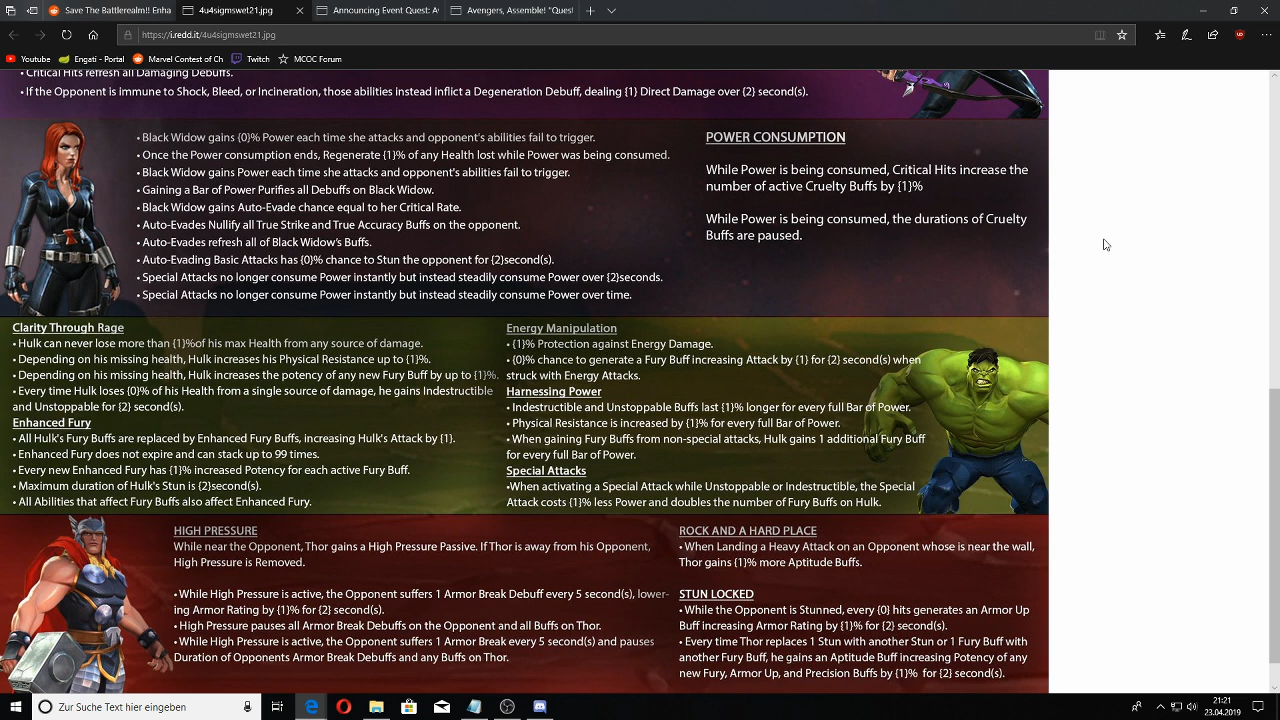 Save The Battlerealm!! Enha
4u4sigmswet21.jpg
Announcing Event Quest: A
Avengers, Assemble! "Quest
https://i.redd.it/4u4sigmswet21.jpg
Youtube
Engati - Portal
Marvel Contest of Ch
Twitch
MCOC Forum
• Critical Hits refresh all Damaging Debuffs.
• If the Opponent is immune to Shock, Bleed, or Incineration, those abilities instead inflict a Degeneration Debuff, dealing {1} Direct Damage over {2} second(s).
• Black Widow gains {0}% Power each time she attacks and opponent's abilities fail to trigger.
• Once the Power consumption ends, Regenerate {1}% of any Health lost while Power was being consumed.
• Black Widow gains Power each time she attacks and opponent's abilities fail to trigger.
• Gaining a Bar of Power Purifies all Debuffs on Black Widow.
• Black Widow gains Auto-Evade chance equal to her Critical Rate.
• Auto-Evades Nullify all True Strike and True Accuracy Buffs on the opponent.
• Auto-Evades refresh all of Black Widow's Buffs.
• Auto-Evading Basic Attacks has {0}% chance to Stun the opponent for {2}second(s).
• Special Attacks no longer consume Power instantly but instead steadily consume Power over {2}seconds.
• Special Attacks no longer consume Power instantly but instead steadily consume Power over time.
POWER CONSUMPTION
While Power is being consumed, Critical Hits increase the
number of active Cruelty Buffs by {1}%
While Power is being consumed, the durations of Cruelty
Buffs are paused.
Clarity Through Rage
• Hulk can never lose more than {1}%of his max Health from any source of damage.
• Depending on his missing health, Hulk increases his Physical Resistance up to {1}%.
• Depending on his missing health, Hulk increases the potency of any new Fury Buff by up to {1}%.
• Every time Hulk loses {0}% of his Health from a single source of damage, he gains Indestructible
and Unstoppable for {2} second(s).
Enhanced Fury
• All Hulk's Fury Buffs are replaced by Enhanced Fury Buffs, increasing Hulk's Attack by {1}.
• Enhanced Fury does not expire and can stack up to 99 times.
• Every new Enhanced Fury has {1}% increased Potency for each active Fury Buff.
• Maximum duration of Hulk's Stun is {2}second(s).
• All Abilities that affect Fury Buffs also affect Enhanced Fury.
Energy Manipulation
• {1}% Protection against Energy Damage.
• {0}% chance to generate a Fury Buff increasing Attack by {1} for {2} second(s) when
struck with Energy Attacks.
Harnessing Power
• Indestructible and Unstoppable Buffs last {1}% longer for every full Bar of Power.
• Physical Resistance is increased by {1}% for every full Bar of Power.
• When gaining Fury Buffs from non-special attacks, Hulk gains 1 additional Fury Buff
for every full Bar of Power.
Special Attacks
•When activating a Special Attack while Unstoppable or Indestructible, the Special
Attack costs {1}% less Power and doubles the number of Fury Buffs on Hulk.
HIGH PRESSURE
While near the Opponent, Thor gains a High Pressure Passive. If Thor is away from his Opponent,
High Pressure is Removed.
• While High Pressure is active, the Opponent suffers 1 Armor Break Debuff every 5 second(s), lower-
ing Armor Rating by {1}% for {2} second(s).
• High Pressure pauses all Armor Break Debuffs on the Opponent and all Buffs on Thor.
• While High Pressure is active, the Opponent suffers 1 Armor Break every 5 second(s) and pauses
Duration of Opponents Armor Break Debuffs and any Buffs on Thor.
ROCK AND A HARD PLACE
• When Landing a Heavy Attack on an Opponent whose is near the wall,
Thor gains {1}% more Aptitude Buffs.
STUN LOCKED
• While the Opponent is Stunned, every {0} hits generates an Armor Up
Buff increasing Armor Rating by {1}% for {2} second(s).
• Every time Thor replaces 1 Stun with another Stun or 1 Fury Buff with
another Fury Buff, he gains an Aptitude Buff increasing Potency of any
new Fury, Armor Up, and Precision Buffs by {1}% for {2} second(s).
Zur Suche Text hier eingeben
21:21
23.04.2019